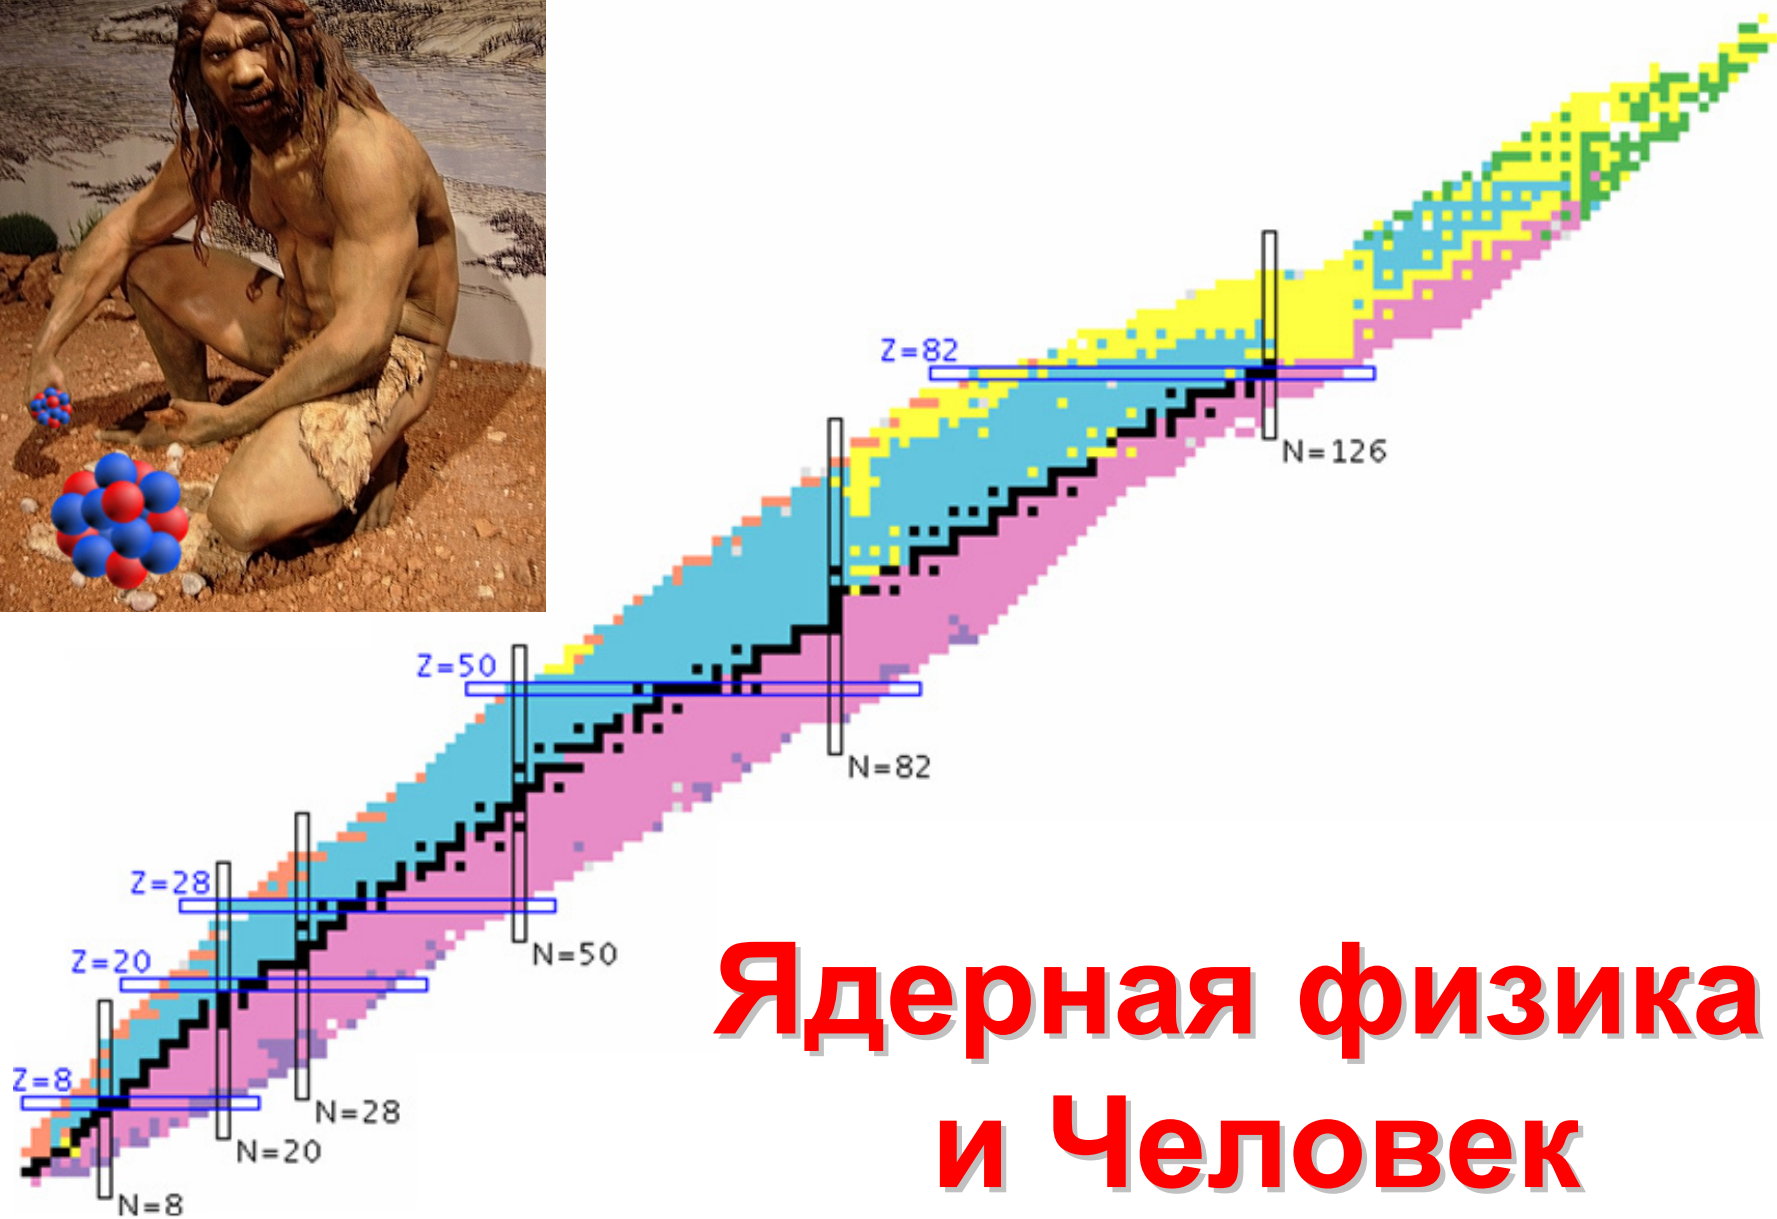 Z=82
N=126
Z=50
N=82
Z=28
N=50
Z=20
N=28
Z=8
N=20
N=8
Ядерная физика
и Человек